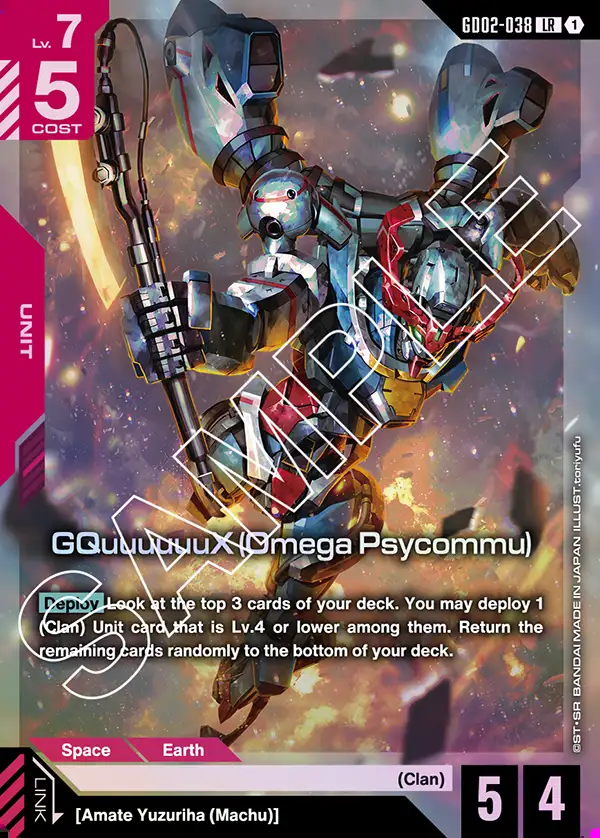 Lv. 7
5
COST
GD02-038 LR 1
UNIT
SAMPLE
GQuuuuuuX (Omega Psycommu)
Deploy Look at the top 3 cards of your deck. You may deploy 1
(Clan) Unit card that is Lv.4 or lower among them. Return the
remaining cards randomly to the bottom of your deck.
©ST・SR BANDAI MADE IN JAPAN ILLUST.toriyufu
Space Earth
(Clan)
LINK
[Amate Yuzuriha (Machu)]
5 4